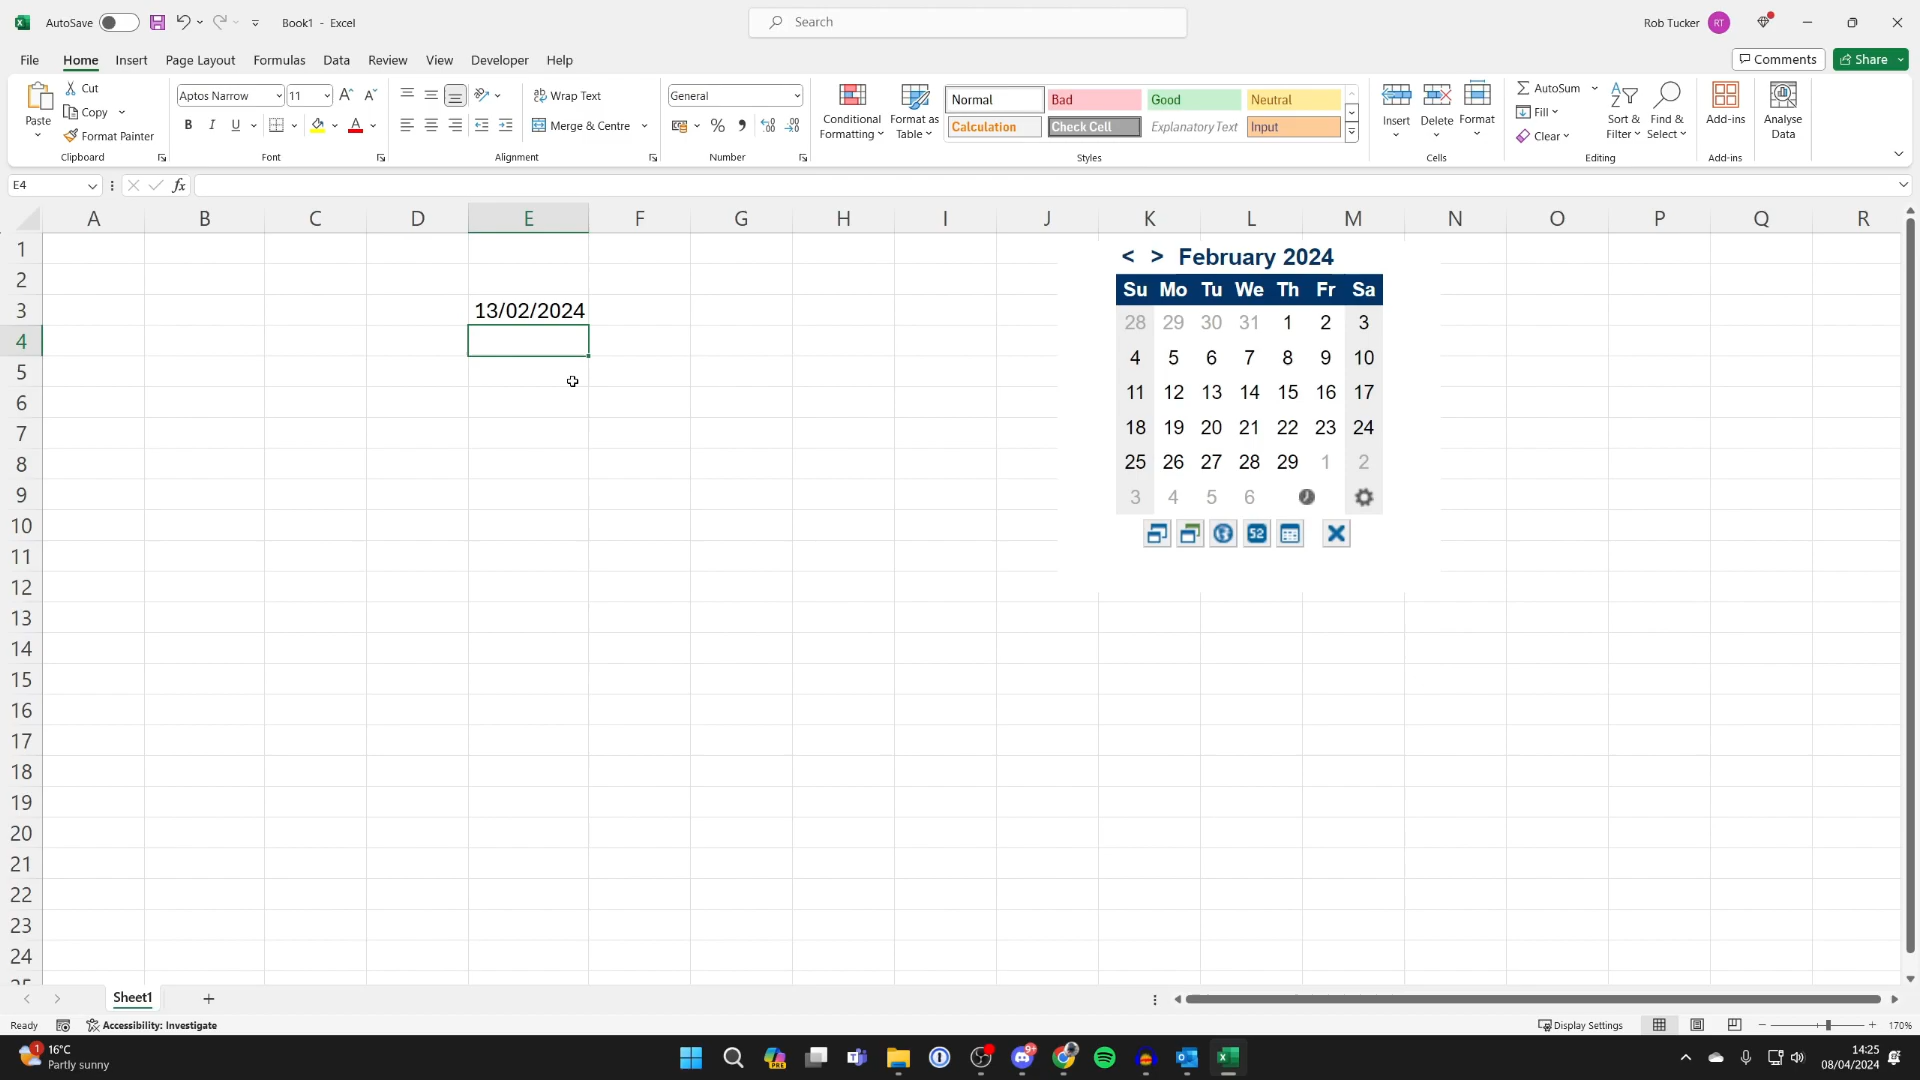 AutoSave Book1 - Excel Search Rob Tucker RT
File Home Insert Page Layout Formulas Data Review View Developer Help Comments Share
Paste Cut Copy Format Painter Clipboard
Aptos Narrow 11 B I U Font
Wrap Text Merge & Centre Alignment
General % Number
Conditional Formatting Format as Table
Normal Bad Good Neutral
Calculation Check Cell Explanatory Text Input
Styles
Insert Delete Format Cells
AutoSum Fill Clear Sort & Filter Find & Select Editing
Add-ins Add-ins
Analyse Data
E4 fx
A B C D E F G H I J K L M N O P Q R
1
2
3 13/02/2024
4
5
6
7
8
9
10
11
12
13
14
15
16
17
18
19
20
21
22
23
24
25
< > February 2024
Su Mo Tu We Th Fr Sa
28 29 30 31 1 2 3
4 5 6 7 8 9 10
11 12 13 14 15 16 17
18 19 20 21 22 23 24
25 26 27 28 29 1 2
3 4 5 6
52
Sheet1
Ready Accessibility: Investigate Display Settings 170%
1 16°C
Partly sunny
PRE 9+
14:25
08/04/2024